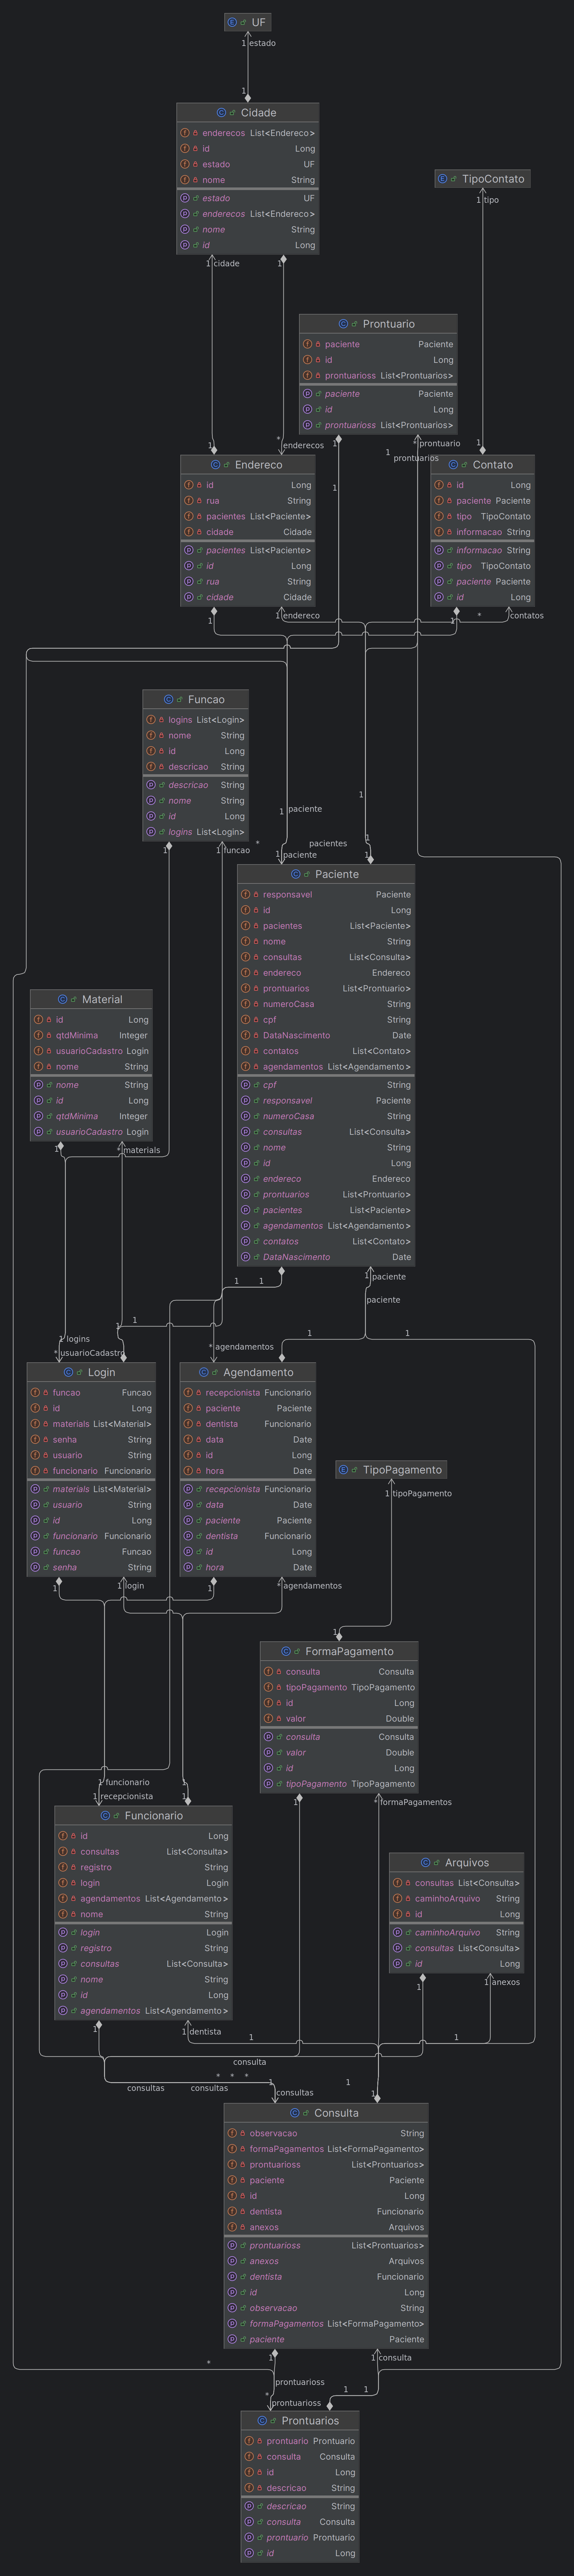 UF
1 estado
1
Cidade
enderecos List<Endereco>
id Long
estado UF
nome String
estado UF
enderecos List<Endereco>
nome String
id Long
TipoContato
1 tipo
1 cidade
1
Prontuario
paciente Paciente
id Long
prontuarioss List<Prontuarios>
paciente Paciente
id Long
prontuarioss List<Prontuarios>
1
*
enderecos
1
* prontuario
1
prontuarios
1
Endereco
id Long
rua String
pacientes List<Paciente>
cidade Cidade
pacientes List<Paciente>
id Long
rua String
cidade Cidade
1
Contato
id Long
paciente Paciente
tipo TipoContato
informacao String
informacao String
tipo TipoContato
paciente Paciente
id Long
1
1 endereco
1
*
contatos
Funcao
logins List<Login>
nome String
id Long
descricao String
descricao String
nome String
id Long
logins List<Login>
1
1
paciente
1
*
pacientes
1
1 funcao
1 paciente
1
Paciente
responsavel Paciente
id Long
pacientes List<Paciente>
nome String
consultas List<Consulta>
endereco Endereco
prontuarios List<Prontuario>
numeroCasa String
cpf String
DataNascimento Date
contatos List<Contato>
agendamentos List<Agendamento>
cpf String
responsavel Paciente
numeroCasa String
consultas List<Consulta>
nome String
id Long
endereco Endereco
prontuarios List<Prontuario>
pacientes List<Paciente>
agendamentos List<Agendamento>
contatos List<Contato>
DataNascimento Date
Material
id Long
qtdMinima Integer
usuarioCadastro Login
nome String
nome String
id Long
qtdMinima Integer
usuarioCadastro Login
1
* materials
1 1
1 paciente
paciente
1
1
1 logins
* usuarioCadastro
* agendamentos
1
1
Login
funcao Funcao
id Long
materials List<Material>
senha String
usuario String
funcionario Funcionario
materials List<Material>
usuario String
id Long
funcionario Funcionario
funcao Funcao
senha String
Agendamento
recepcionista Funcionario
paciente Paciente
dentista Funcionario
data Date
id Long
hora Date
recepcionista Funcionario
data Date
paciente Paciente
dentista Funcionario
id Long
hora Date
TipoPagamento
1 tipoPagamento
1
1 login
1
* agendamentos
1
FormaPagamento
consulta Consulta
tipoPagamento TipoPagamento
id Long
valor Double
consulta Consulta
valor Double
id Long
tipoPagamento TipoPagamento
1 funcionario
1
1 recepcionista
1
1
* formaPagamentos
Funcionario
id Long
consultas List<Consulta>
registro String
login Login
agendamentos List<Agendamento>
nome String
login Login
registro String
consultas List<Consulta>
nome String
id Long
agendamentos List<Agendamento>
Arquivos
consultas List<Consulta>
caminhoArquivo String
id Long
caminhoArquivo String
consultas List<Consulta>
id Long
1
1 anexos
1
1 dentista
1
1
consulta
* * *
1
1
consultas
consultas
1
consultas
Consulta
observacao String
formaPagamentos List<FormaPagamento>
prontuarioss List<Prontuarios>
paciente Paciente
id Long
dentista Funcionario
anexos Arquivos
prontuarioss List<Prontuarios>
anexos Arquivos
dentista Funcionario
id Long
observacao String
formaPagamentos List<FormaPagamento>
paciente Paciente
1
1 consulta
*
prontuarioss
1 1
*
prontuarioss
Prontuarios
prontuario Prontuario
consulta Consulta
id Long
descricao String
descricao String
consulta Consulta
prontuario Prontuario
id Long